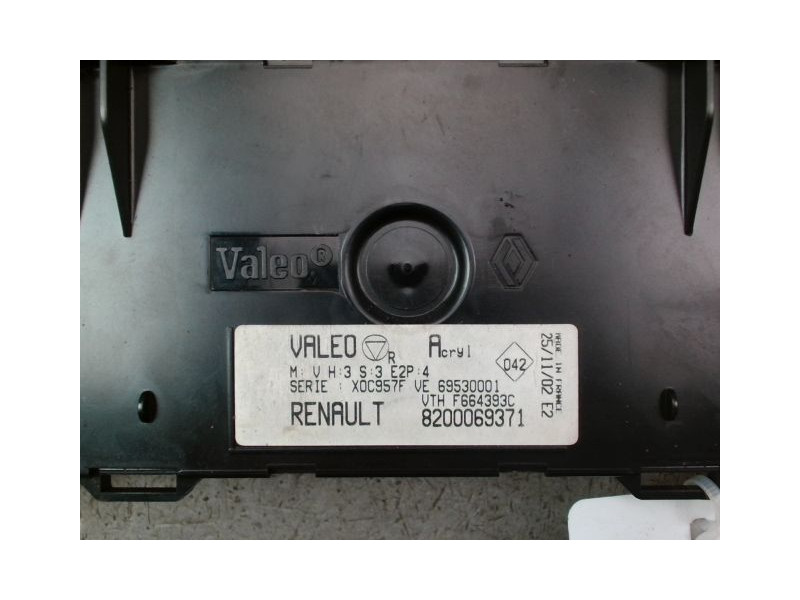 Valeo®
VALEO R Acryl
M: V H:3 S:3 E2P:4
SERIE : X0C957F VE 69530001
VTH F664393C
RENAULT 8200069371
042
25/11/02 E2
MADE IN FRANCE